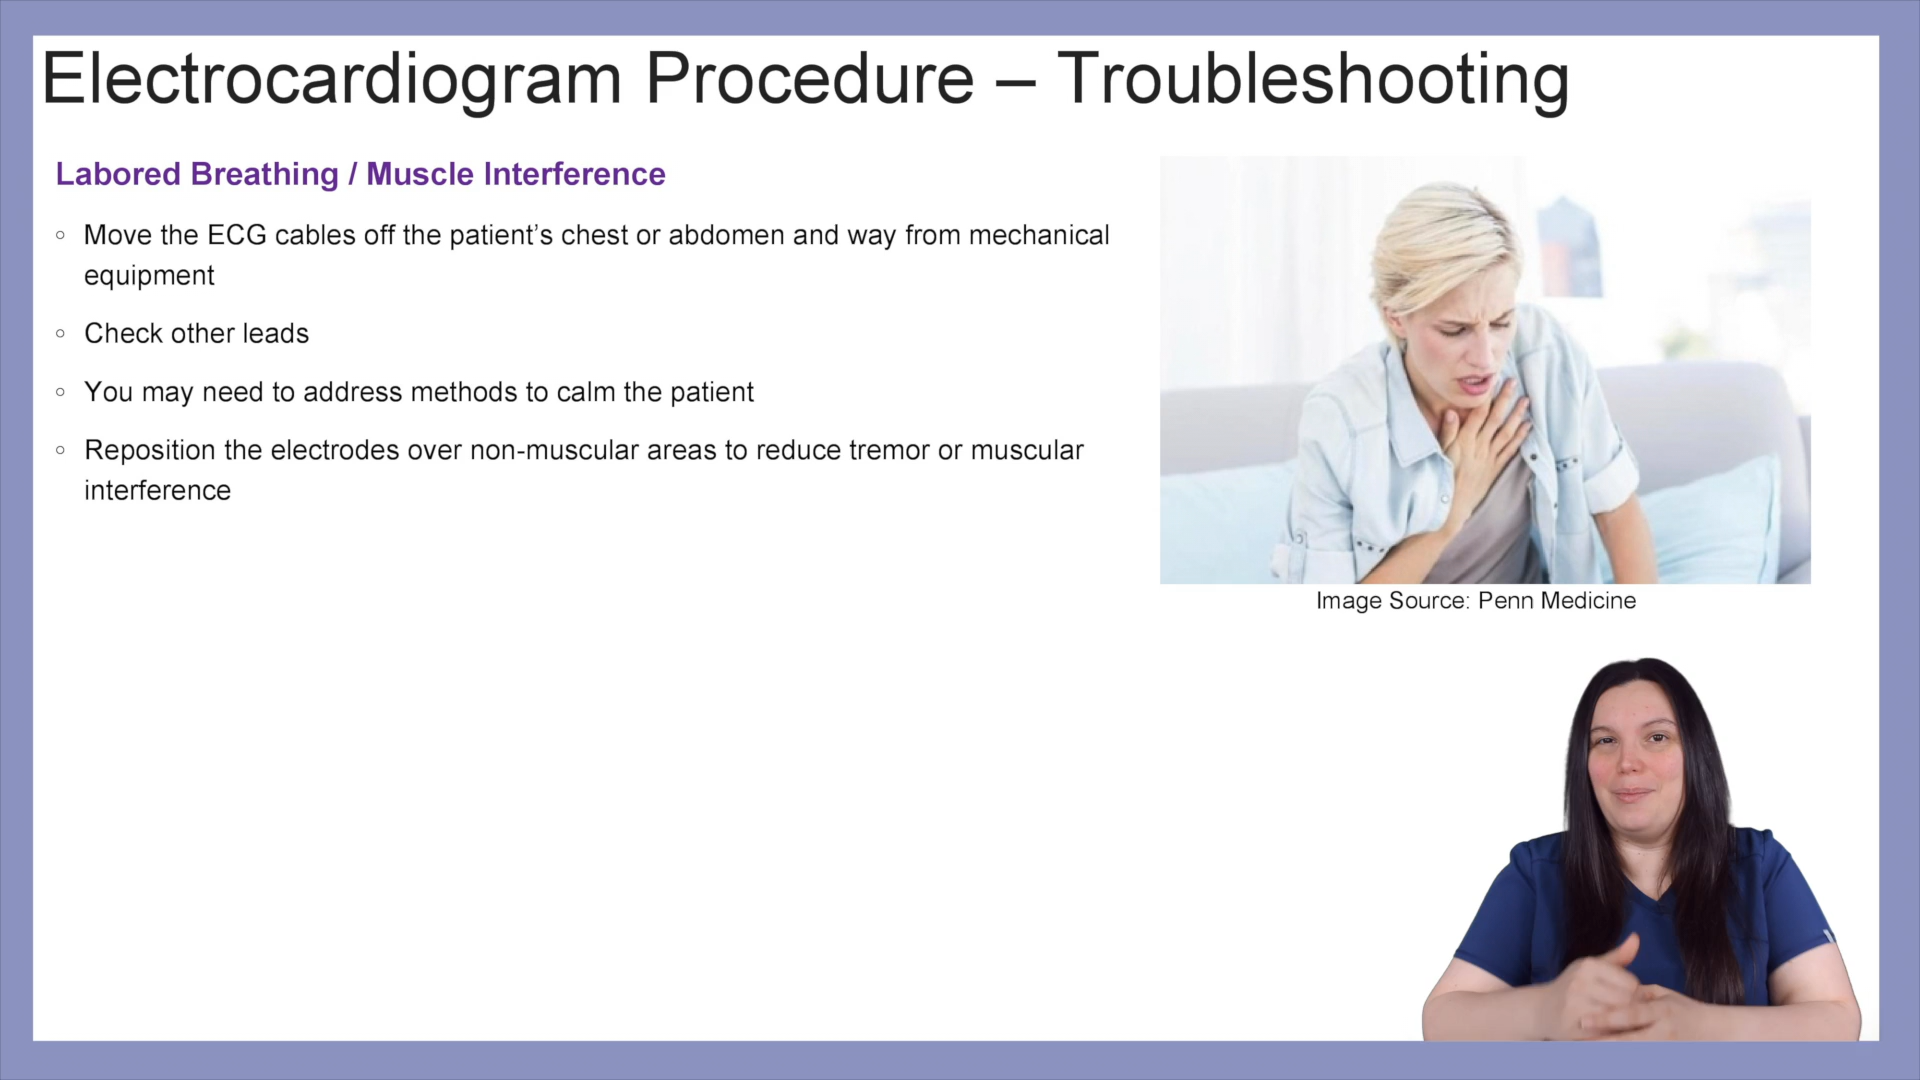 Electrocardiogram Procedure – Troubleshooting
Labored Breathing / Muscle Interference
◦ Move the ECG cables off the patient’s chest or abdomen and way from mechanical
equipment
◦ Check other leads
◦ You may need to address methods to calm the patient
◦ Reposition the electrodes over non-muscular areas to reduce tremor or muscular
interference
Image Source: Penn Medicine